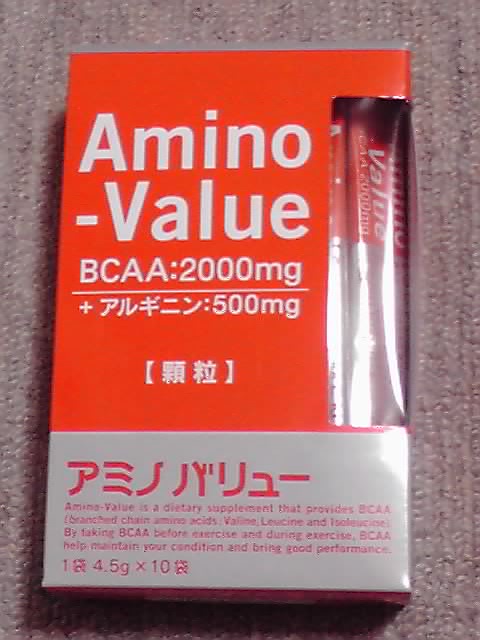 Amino
-Value
BCAA:2000mg
+アルギニン:500mg
【顆粒】
Value
CAA 2000mg
アミノバリュー
Amino-Value is a dietary supplement that provides BCAA
(branched chain amino acids; Valine, Leucine and Isoleucine).
By taking BCAA before exercise and during exercise, BCAA
help maintain your condition and bring good performance.
1袋 4.5g×10袋